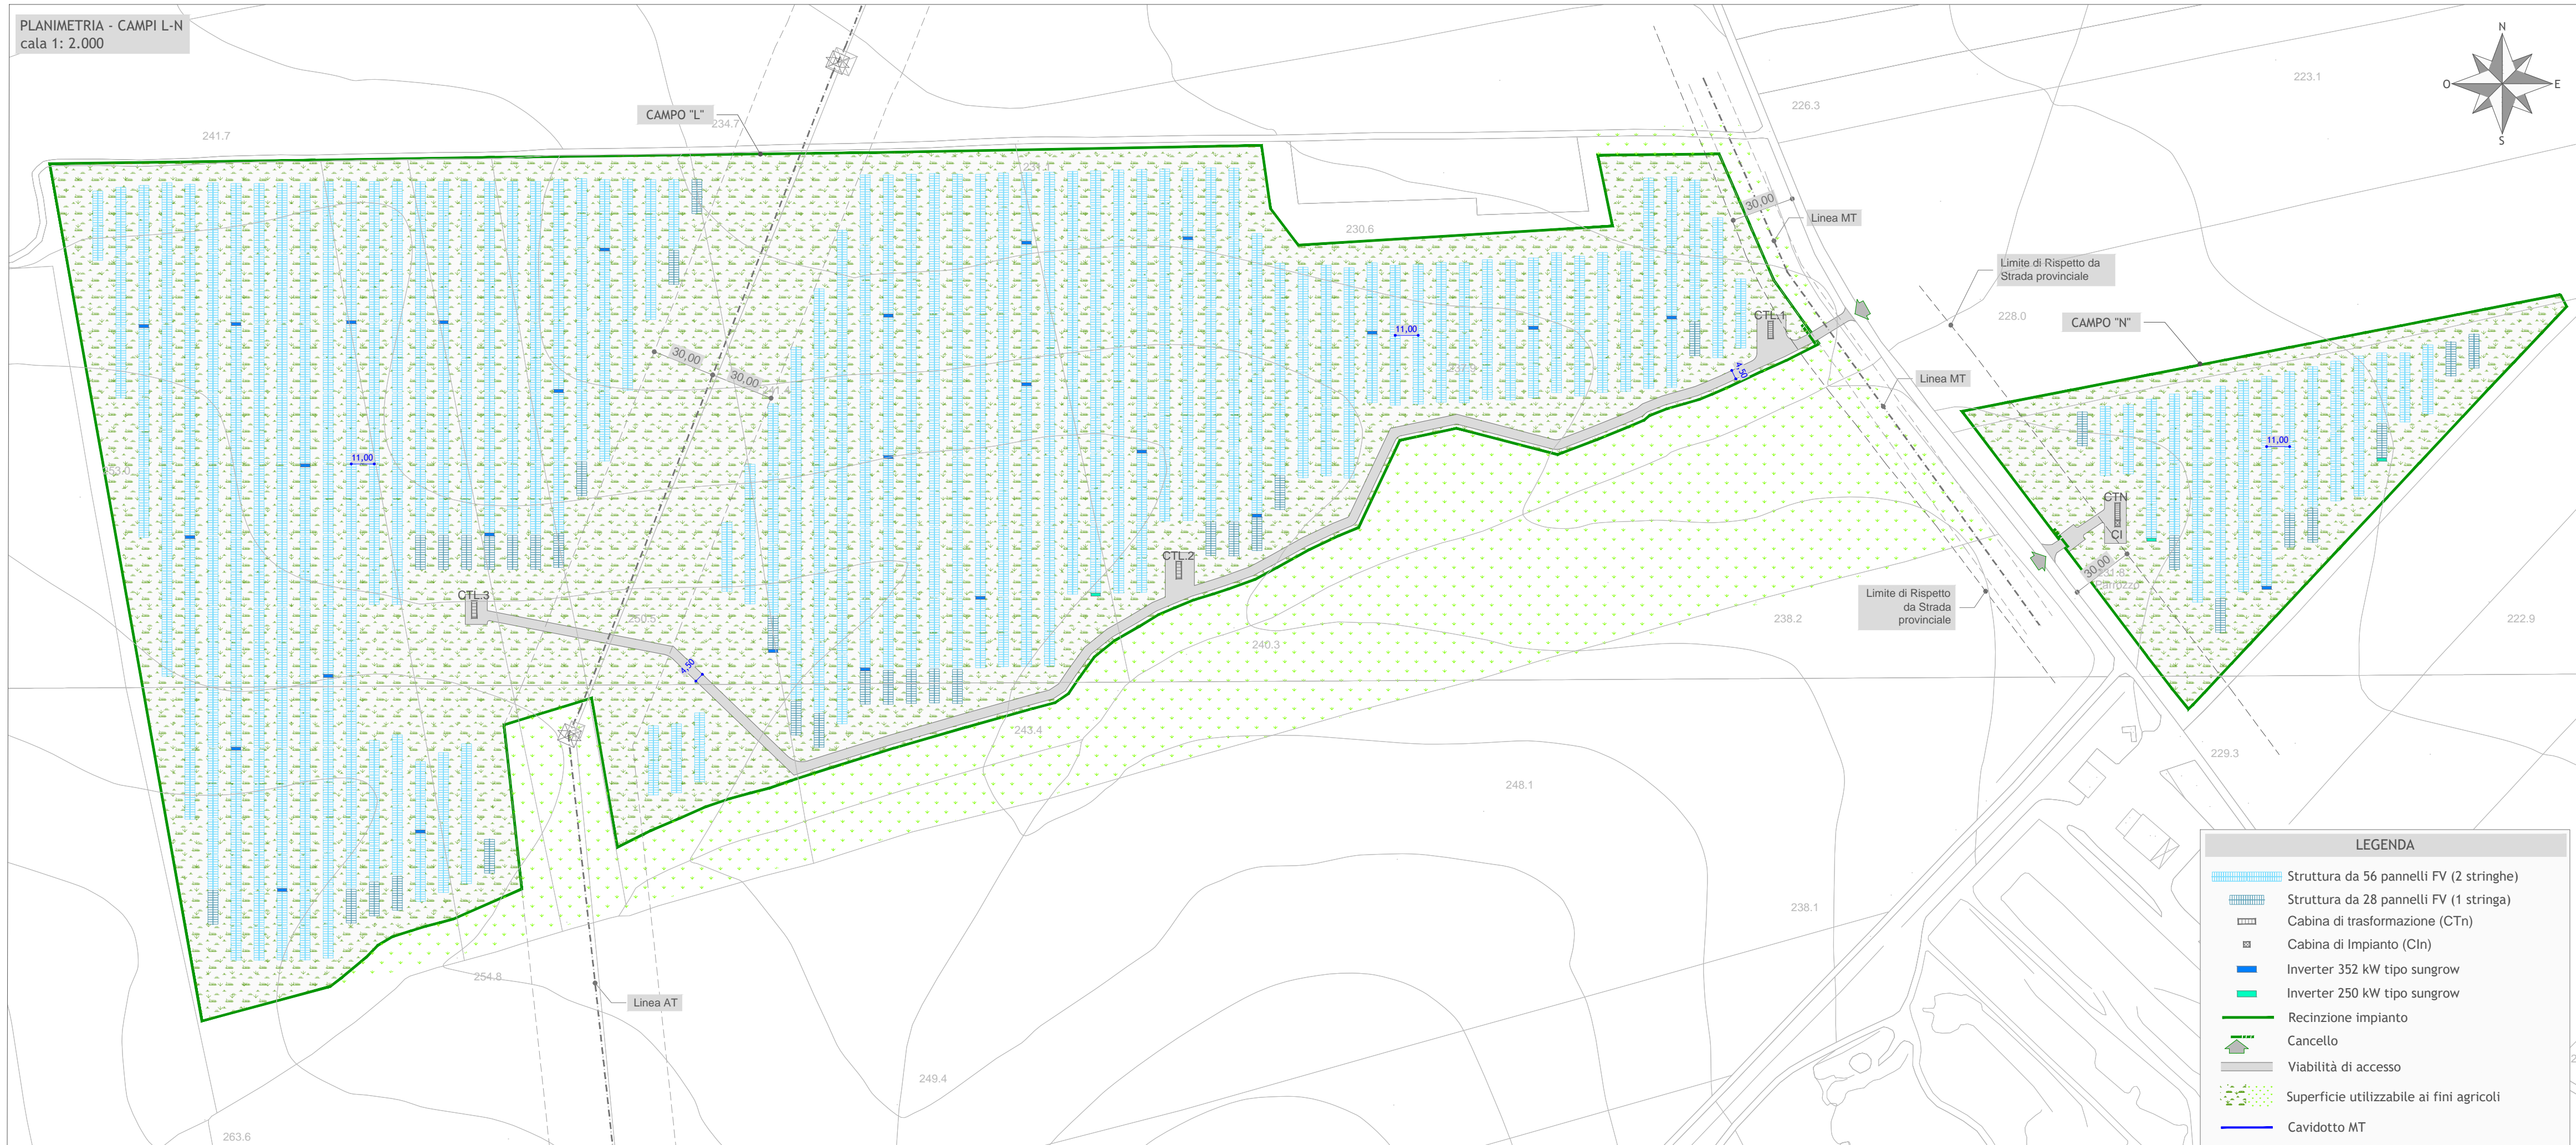 PLANIMETRIA - CAMPI L-N
cala 1: 2.000
N
O
E
S
223.1
226.3
CAMPO "L"
234.7
241.7
30,00
Linea MT
230.6
Limite di Rispetto da
Strada provinciale
228.0
CAMPO "N"
CTL.1
11,00
30,00
30,00
4,50
Linea MT
11,00
11,00
CTN
CI
30,00
CTL.2
CTL.3
250.5
Limite di Rispetto
da Strada
provinciale
238.2
222.9
240.3
4,50
243.4
229.3
248.1
238.1
254.8
Linea AT
249.4
263.6
LEGENDA
Struttura da 56 pannelli FV (2 stringhe)
Struttura da 28 pannelli FV (1 stringa)
Cabina di trasformazione (CTn)
Cabina di Impianto (CIn)
Inverter 352 kW tipo sungrow
Inverter 250 kW tipo sungrow
Recinzione impianto
Cancello
Viabilità di accesso
Superficie utilizzabile ai fini agricoli
Cavidotto MT